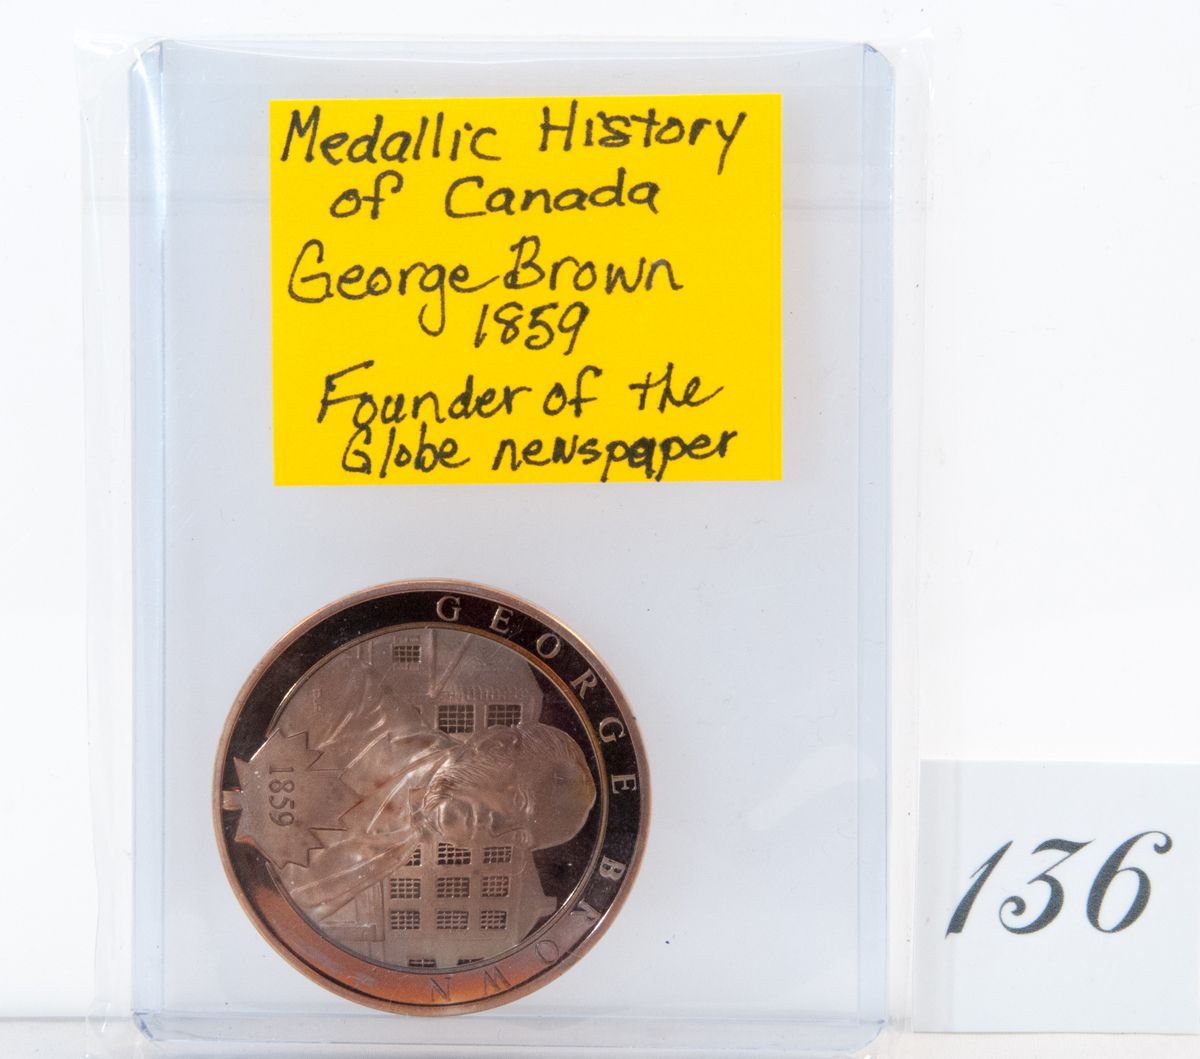 Medallic History
of Canada
George Brown
1859
Founder of the
Globe newspaper
GEORGE BROWN
1859
136